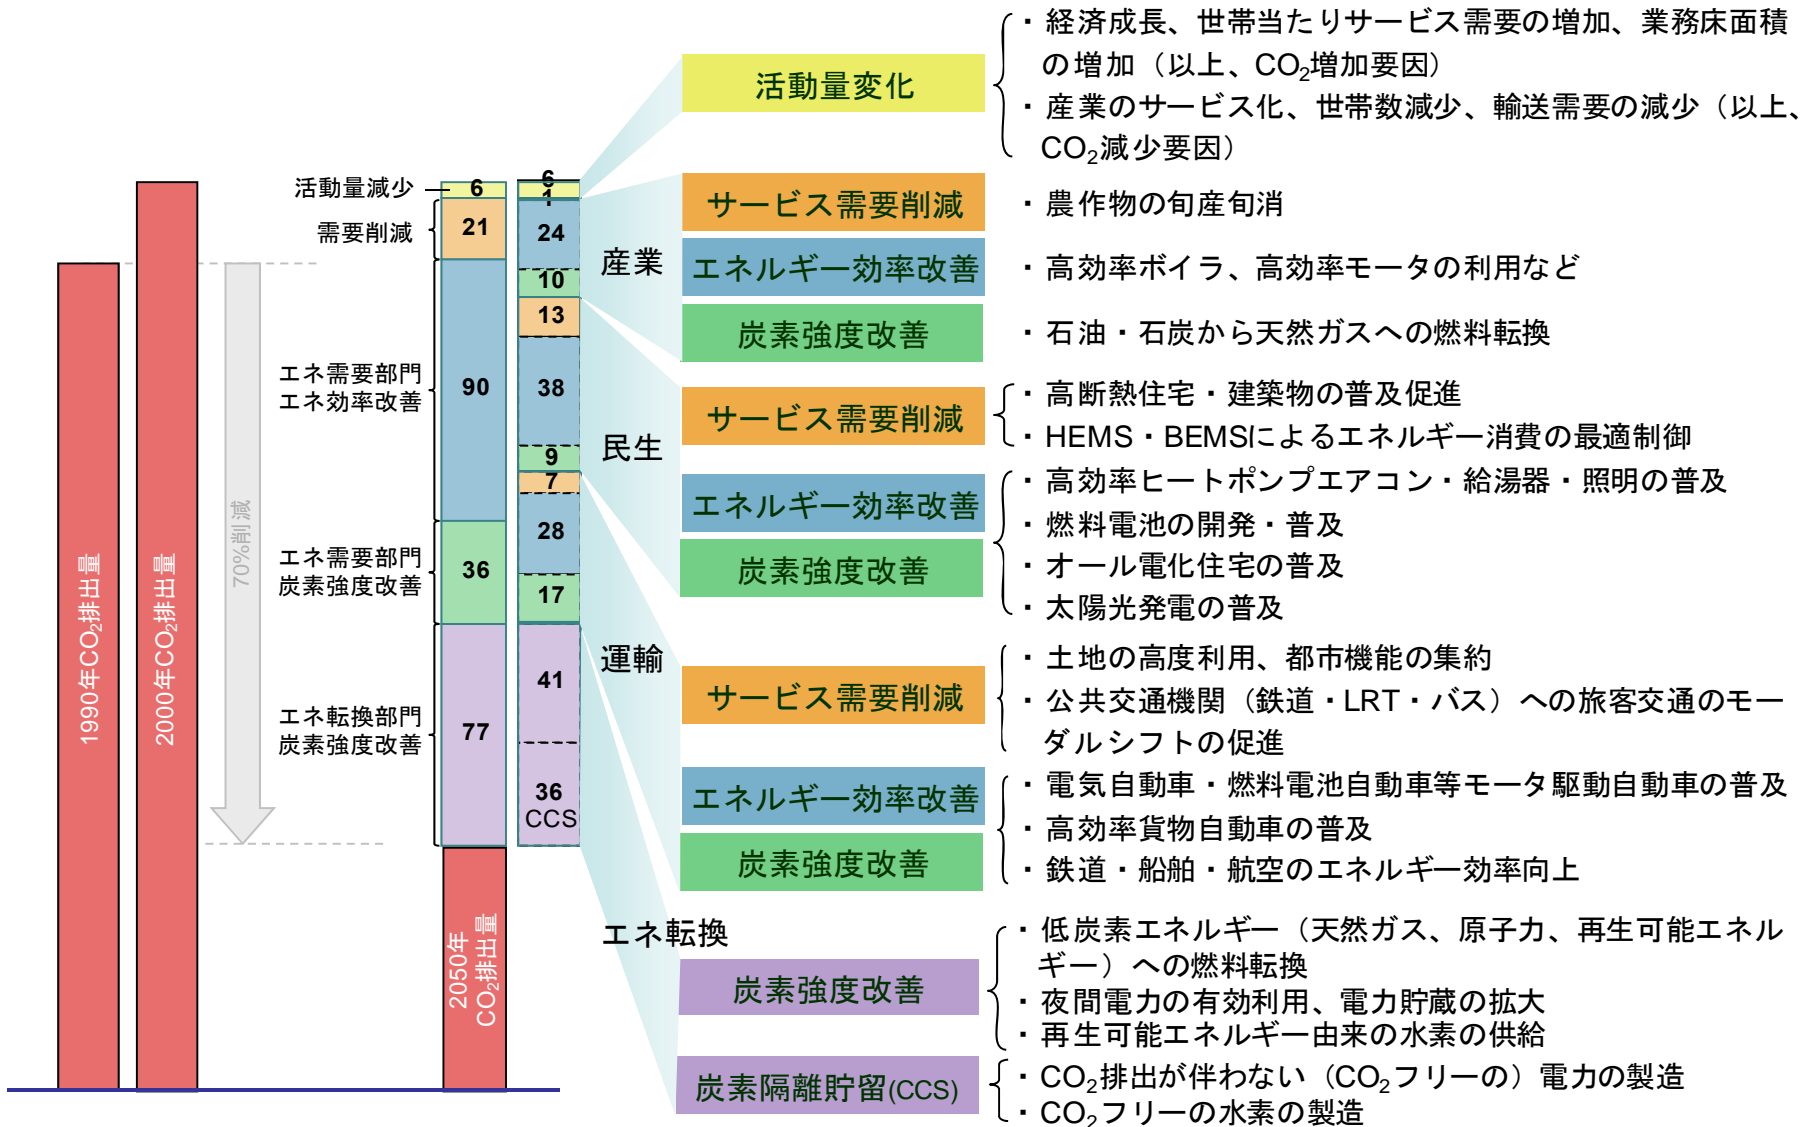 ・経済成長、世帯当たりサービス需要の増加、業務床面積
の増加（以上、CO₂増加要因）
・産業のサービス化、世帯数減少、輸送需要の減少（以上、
CO₂減少要因）
活動量変化
活動量減少
需要削減
エネ需要部門
エネ効率改善
エネ需要部門
炭素強度改善
エネ転換部門
炭素強度改善
1990年CO₂排出量
2000年CO₂排出量
70%削減
6
21
90
36
77
2050年
CO₂排出量
6
1
24
10
13
38
9
7
28
17
41
36
CCS
産業
サービス需要削減
・農作物の旬産旬消
エネルギー効率改善
・高効率ボイラ、高効率モータの利用など
炭素強度改善
・石油・石炭から天然ガスへの燃料転換
民生
サービス需要削減
・高断熱住宅・建築物の普及促進
・HEMS・BEMSによるエネルギー消費の最適制御
エネルギー効率改善
炭素強度改善
・高効率ヒートポンプエアコン・給湯器・照明の普及
・燃料電池の開発・普及
・オール電化住宅の普及
・太陽光発電の普及
運輸
サービス需要削減
・土地の高度利用、都市機能の集約
・公共交通機関（鉄道・LRT・バス）への旅客交通のモー
ダルシフトの促進
エネルギー効率改善
炭素強度改善
・電気自動車・燃料電池自動車等モータ駆動自動車の普及
・高効率貨物自動車の普及
・鉄道・船舶・航空のエネルギー効率向上
エネ転換
炭素強度改善
・低炭素エネルギー（天然ガス、原子力、再生可能エネル
ギー）への燃料転換
・夜間電力の有効利用、電力貯蔵の拡大
・再生可能エネルギー由来の水素の供給
炭素隔離貯留(CCS)
・CO₂排出が伴わない（CO₂フリーの）電力の製造
・CO₂フリーの水素の製造